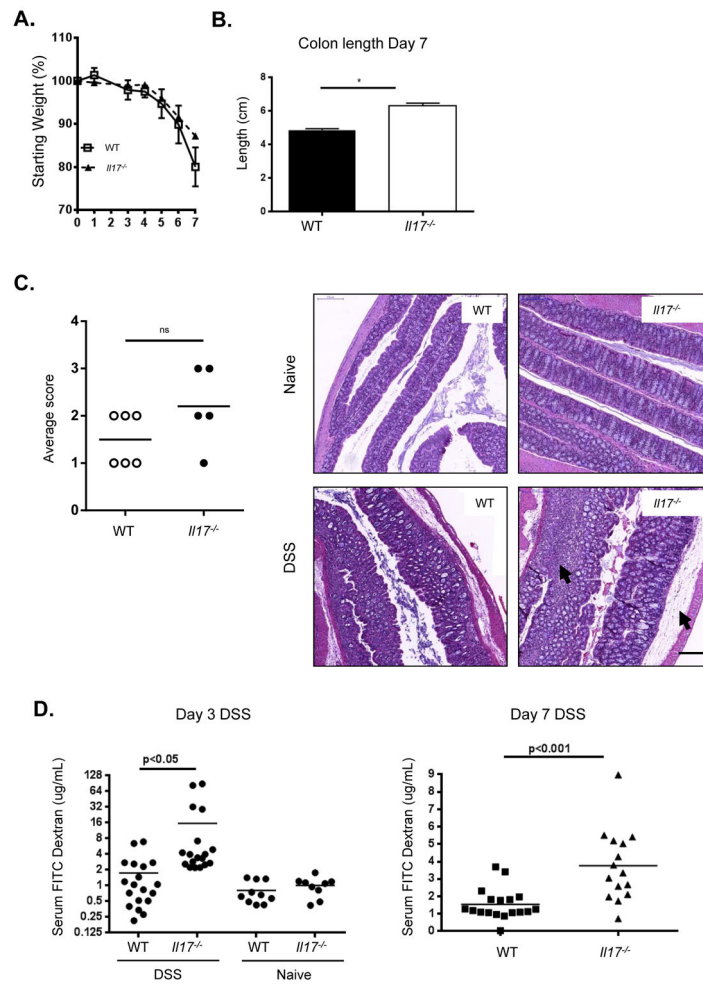 A.
Starting Weight (%)
110
100
90
80
70
WT
Il17-/-
0 1 2 3 4 5 6 7
B.
Colon length Day 7
Length (cm)
8
6
4
2
0
*
WT Il17-/-
C.
Average score
4
3
2
1
0
ns
WT Il17-/-
Naive
WT
Il17-/-
DSS
WT
Il17-/-
D.
Day 3 DSS
Serum FITC Dextran (ug/mL)
128
64
32
16
8
4
2
1
0.5
0.25
0.125
p<0.05
WT Il17-/- WT Il17-/-
DSS Naive
Day 7 DSS
Serum FITC Dextran (ug/mL)
9
8
7
6
5
4
3
2
1
0
p<0.001
WT Il17-/-